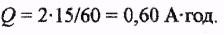 Q = 2·15/60 = 0,60 А·год.